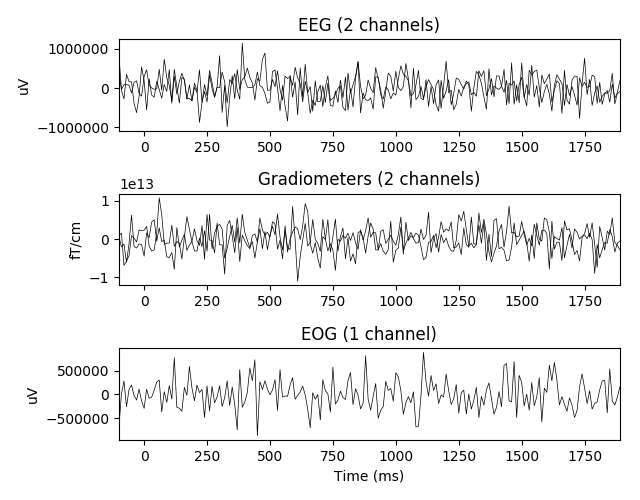 EEG (2 channels)
1000000
0
−1000000
uV
0 250 500 750 1000 1250 1500 1750
1e13
Gradiometers (2 channels)
1
0
−1
fT/cm
0 250 500 750 1000 1250 1500 1750
EOG (1 channel)
500000
0
−500000
uV
0 250 500 750 1000 1250 1500 1750
Time (ms)